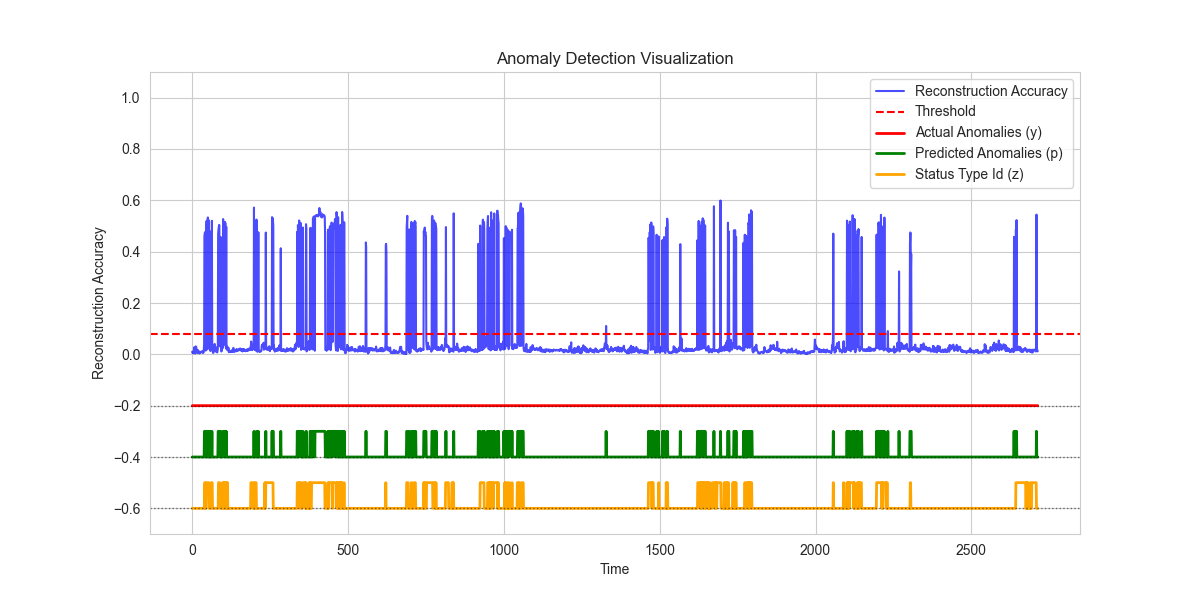 Anomaly Detection Visualization
Reconstruction Accuracy
Threshold
Actual Anomalies (y)
Predicted Anomalies (p)
Status Type Id (z)
1.0
0.8
0.6
0.4
0.2
0.0
−0.2
−0.4
−0.6
Reconstruction Accuracy
0
500
1000
1500
2000
2500
Time